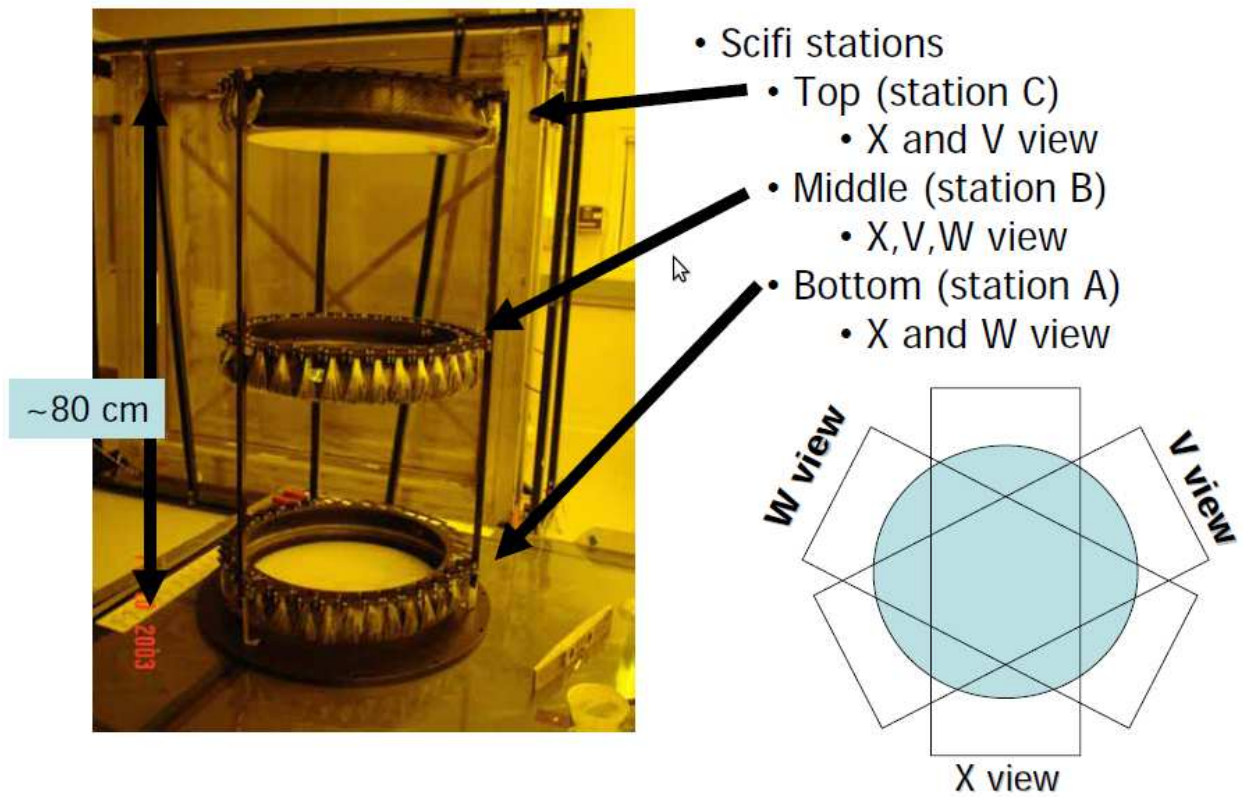 • Scifi stations
• Top (station C)
• X and V view
• Middle (station B)
• X,V,W view
• Bottom (station A)
• X and W view
~80 cm
W view
V view
X view
2003